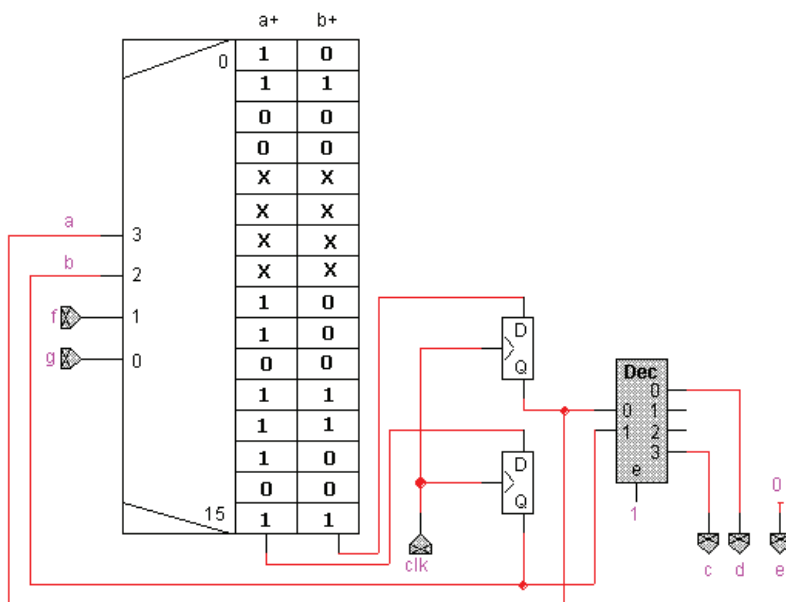 a+ b+
0 1 0
1 1
0 0
0 0
X X
X X
a X X
3
b X X
2
f 1 1 0
1 0
g 0 0 0
1 1
1 1
1 0
0 0
15 1 1
D
Q
D
Q
Dec
0
0 1
1 2
3
e
1
0
clk
c d e